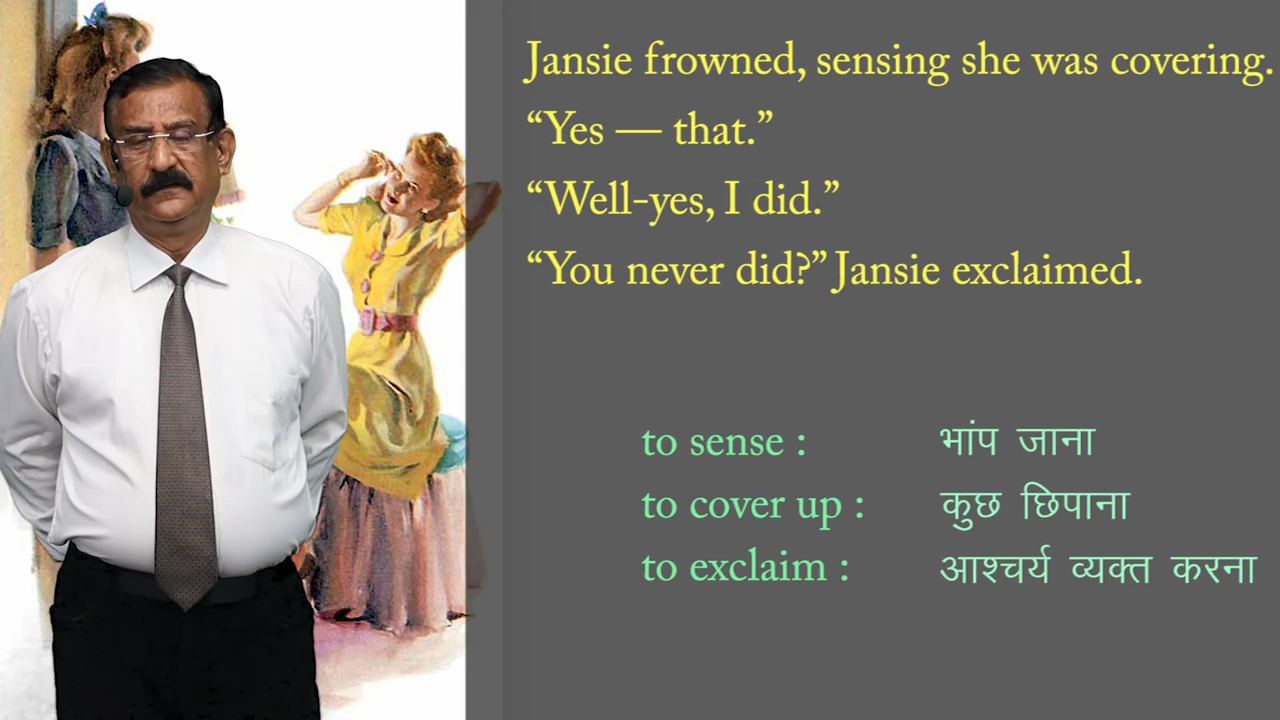 Jansie frowned, sensing she was covering.
“Yes — that.”
“Well-yes, I did.”
“You never did?” Jansie exclaimed.
to sense : भांप जाना
to cover up : कुछ छिपाना
to exclaim : आश्चर्य व्यक्त करना